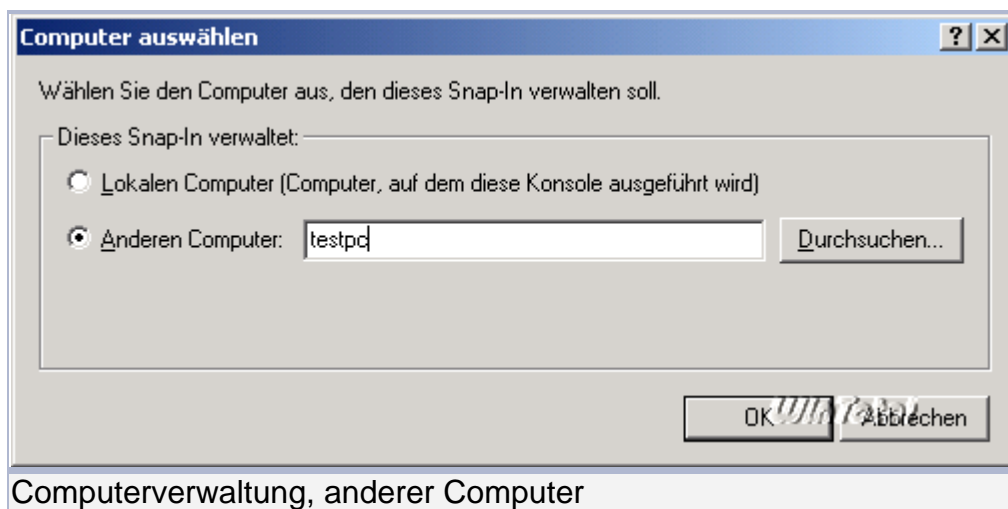 Computer auswählen
Wählen Sie den Computer aus, den dieses Snap-In verwalten soll.
Dieses Snap-In verwaltet:
Lokalen Computer (Computer, auf dem diese Konsole ausgeführt wird)
Anderen Computer: testpc Durchsuchen...
OK WinTotal Abbrechen
Computerverwaltung, anderer Computer